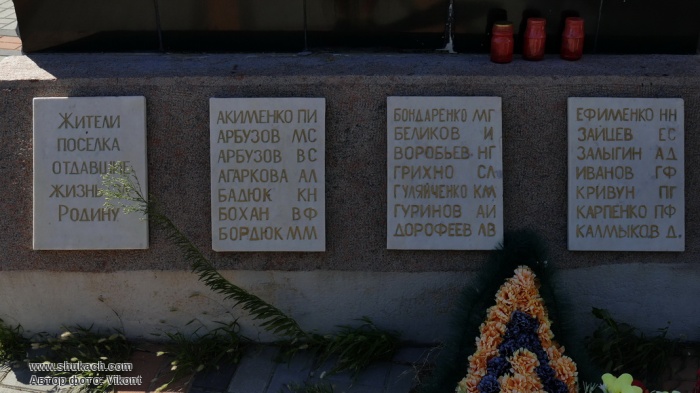 Жители
посёлка
отдавшие
жизнь
Родину
АКИМЕНКО ПИ
АРБУЗОВ МС
АРБУЗОВ ВС
АГАРКОВА АЛ
БАДЮК КН
БОХАН ВФ
БОРДЮК ММ
БОНДАРЕНКО МГ
БЕЛИКОВ И
ВОРОБЬЕВ НГ
ГРИХНО СЛ
ГУЛЯЙЧЕНКО КМ
ГУРИНОВ АИ
ДОРОФЕЕВ АВ
ЕФИМЕНКО НН
ЗАЙЦЕВ ЕС
ЗАЛЫГИН АД
ИВАНОВ ГФ
КРИВУН ПГ
КАРПЕНКО ПФ
КАЛМЫКОВ Д.
www.shukach.com
Автор фото: Vikont